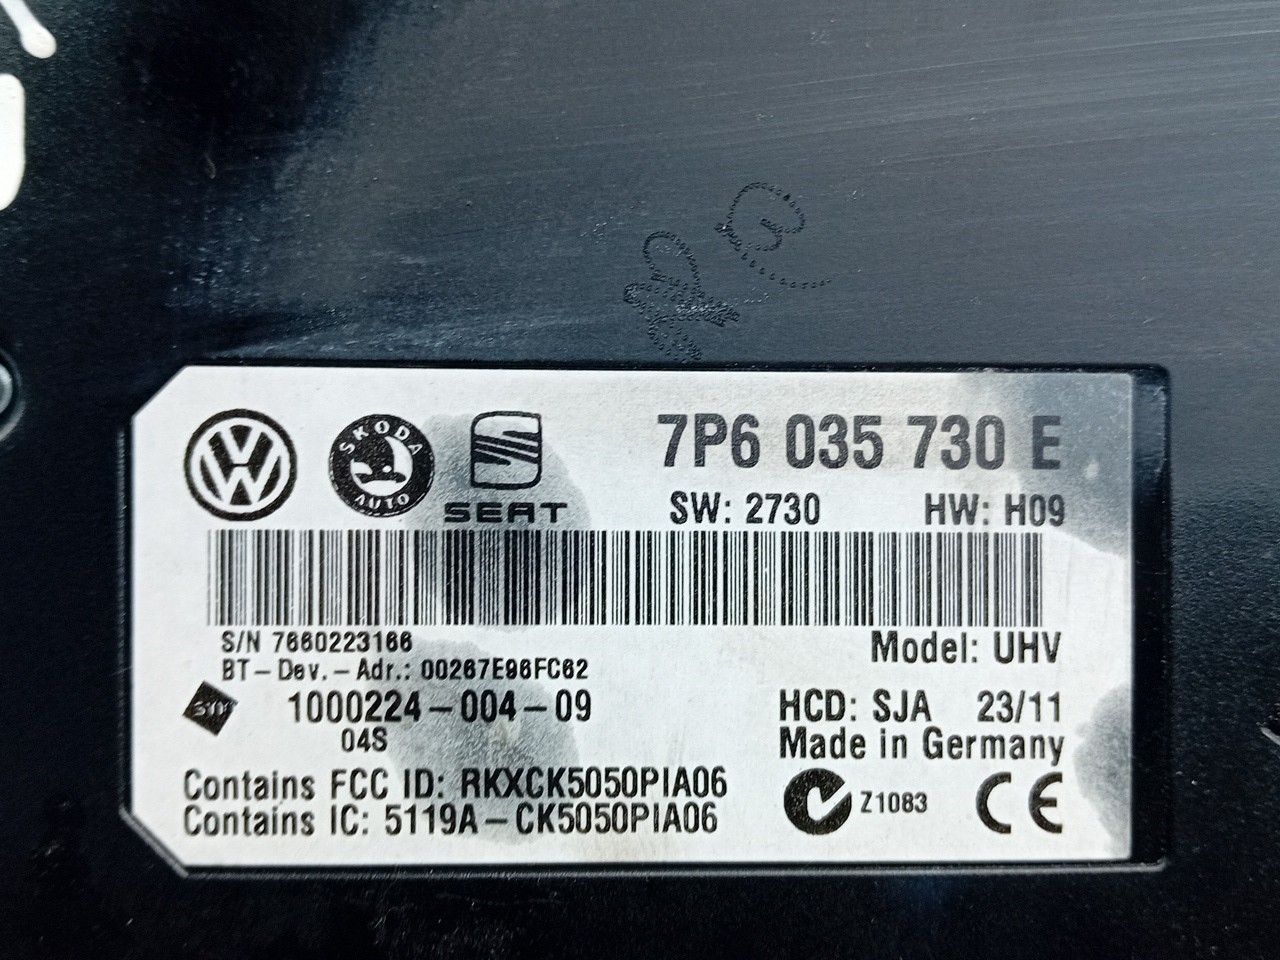 SKODA
AUTO
SEAT
7P6 035 730 E
SW: 2730 HW: H09
S/N 7660223166
Model: UHV
BT-Dev.-Adr.: 00267E96FC62
1000224-004-09
HCD: SJA 23/11
04S
Made in Germany
Contains FCC ID: RKXCK5050PIA06
Contains IC: 5119A-CK5050PIA06
Z1083
CE